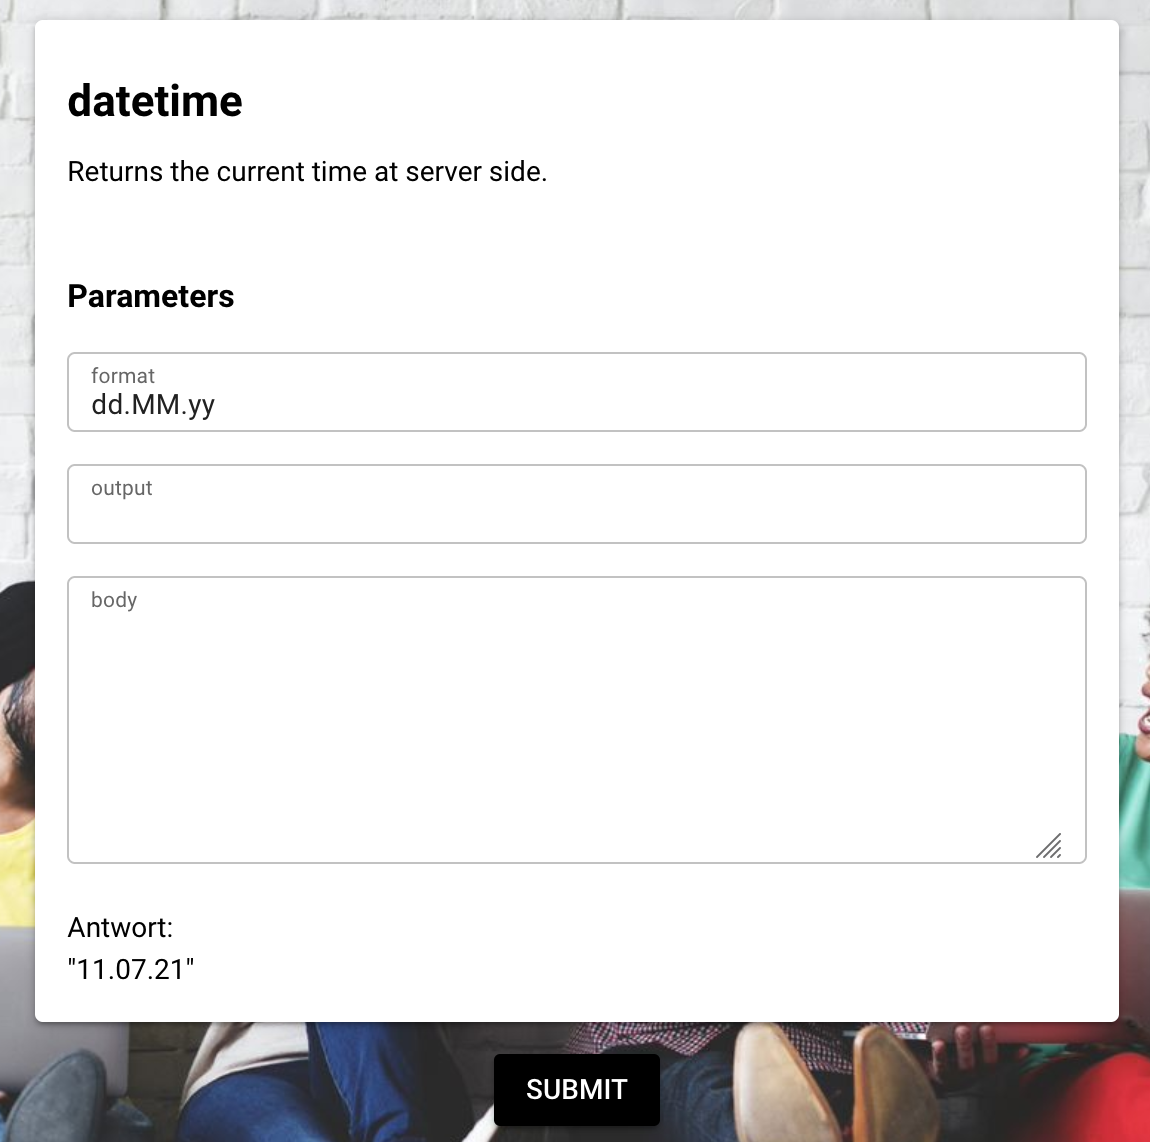 datetime
Returns the current time at server side.
Parameters
format
dd.MM.yy
output
body
Antwort:
"11.07.21"
SUBMIT